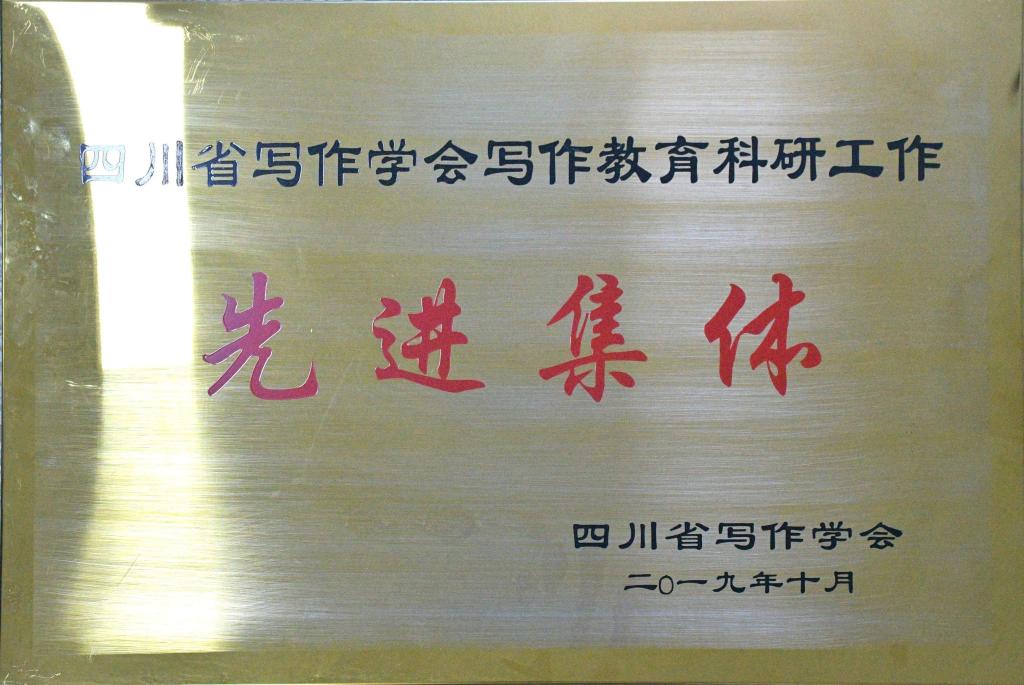 四川省写作学会写作教育科研工作
先进集体
四川省写作学会
二〇一九年十月